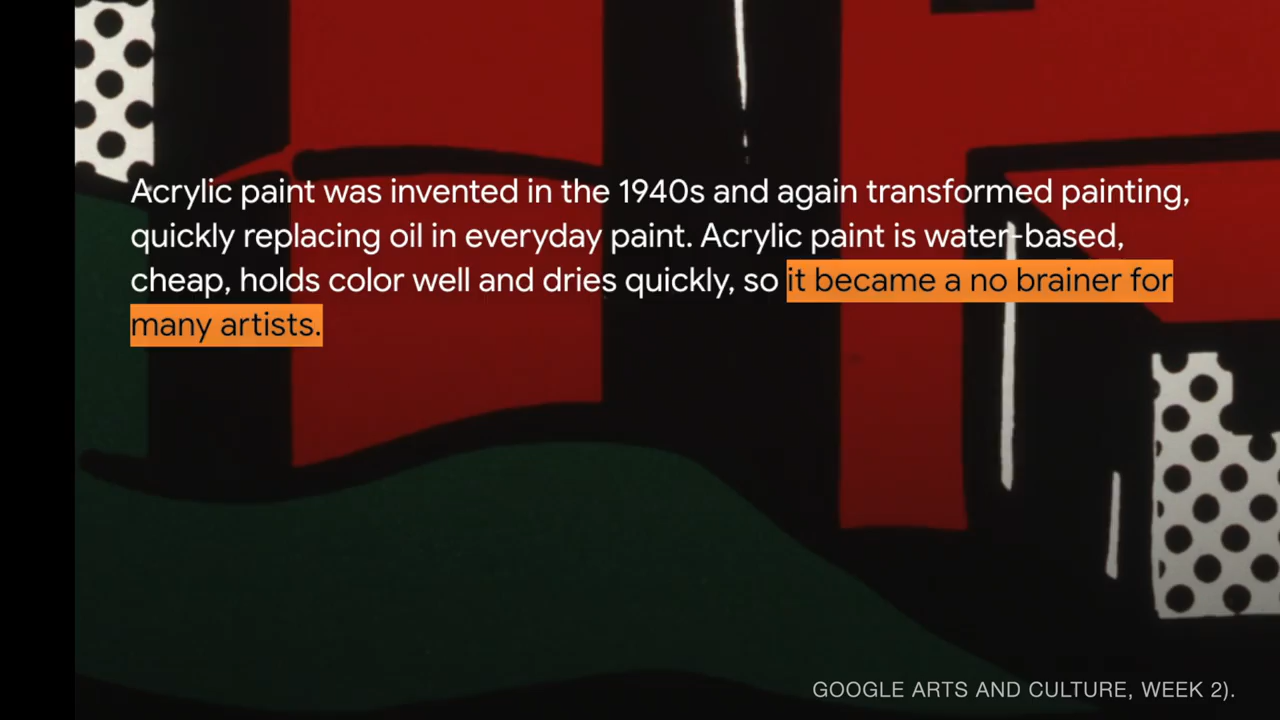 Acrylic paint was invented in the 1940s and again transformed painting,
quickly replacing oil in everyday paint. Acrylic paint is water-based,
cheap, holds color well and dries quickly, so it became a no brainer for
many artists.
GOOGLE ARTS AND CULTURE, WEEK 2).